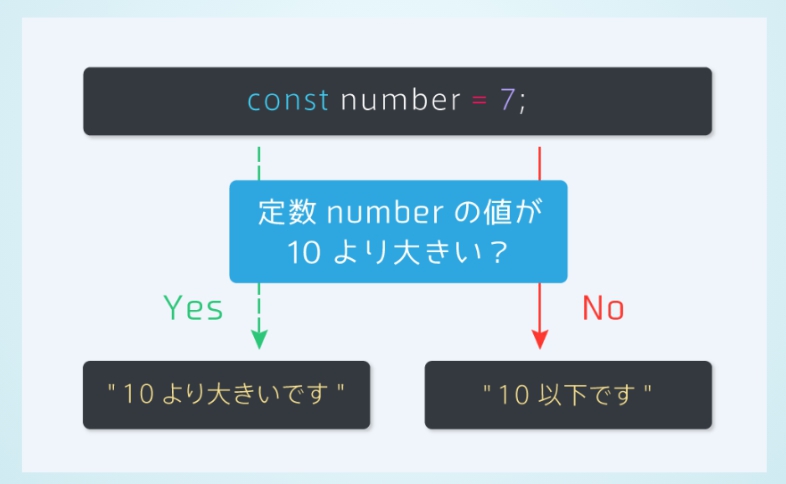 const number = 7;
定数 number の値が
10 より大きい？
Yes
No
" 10 より大きいです "
" 10 以下です "